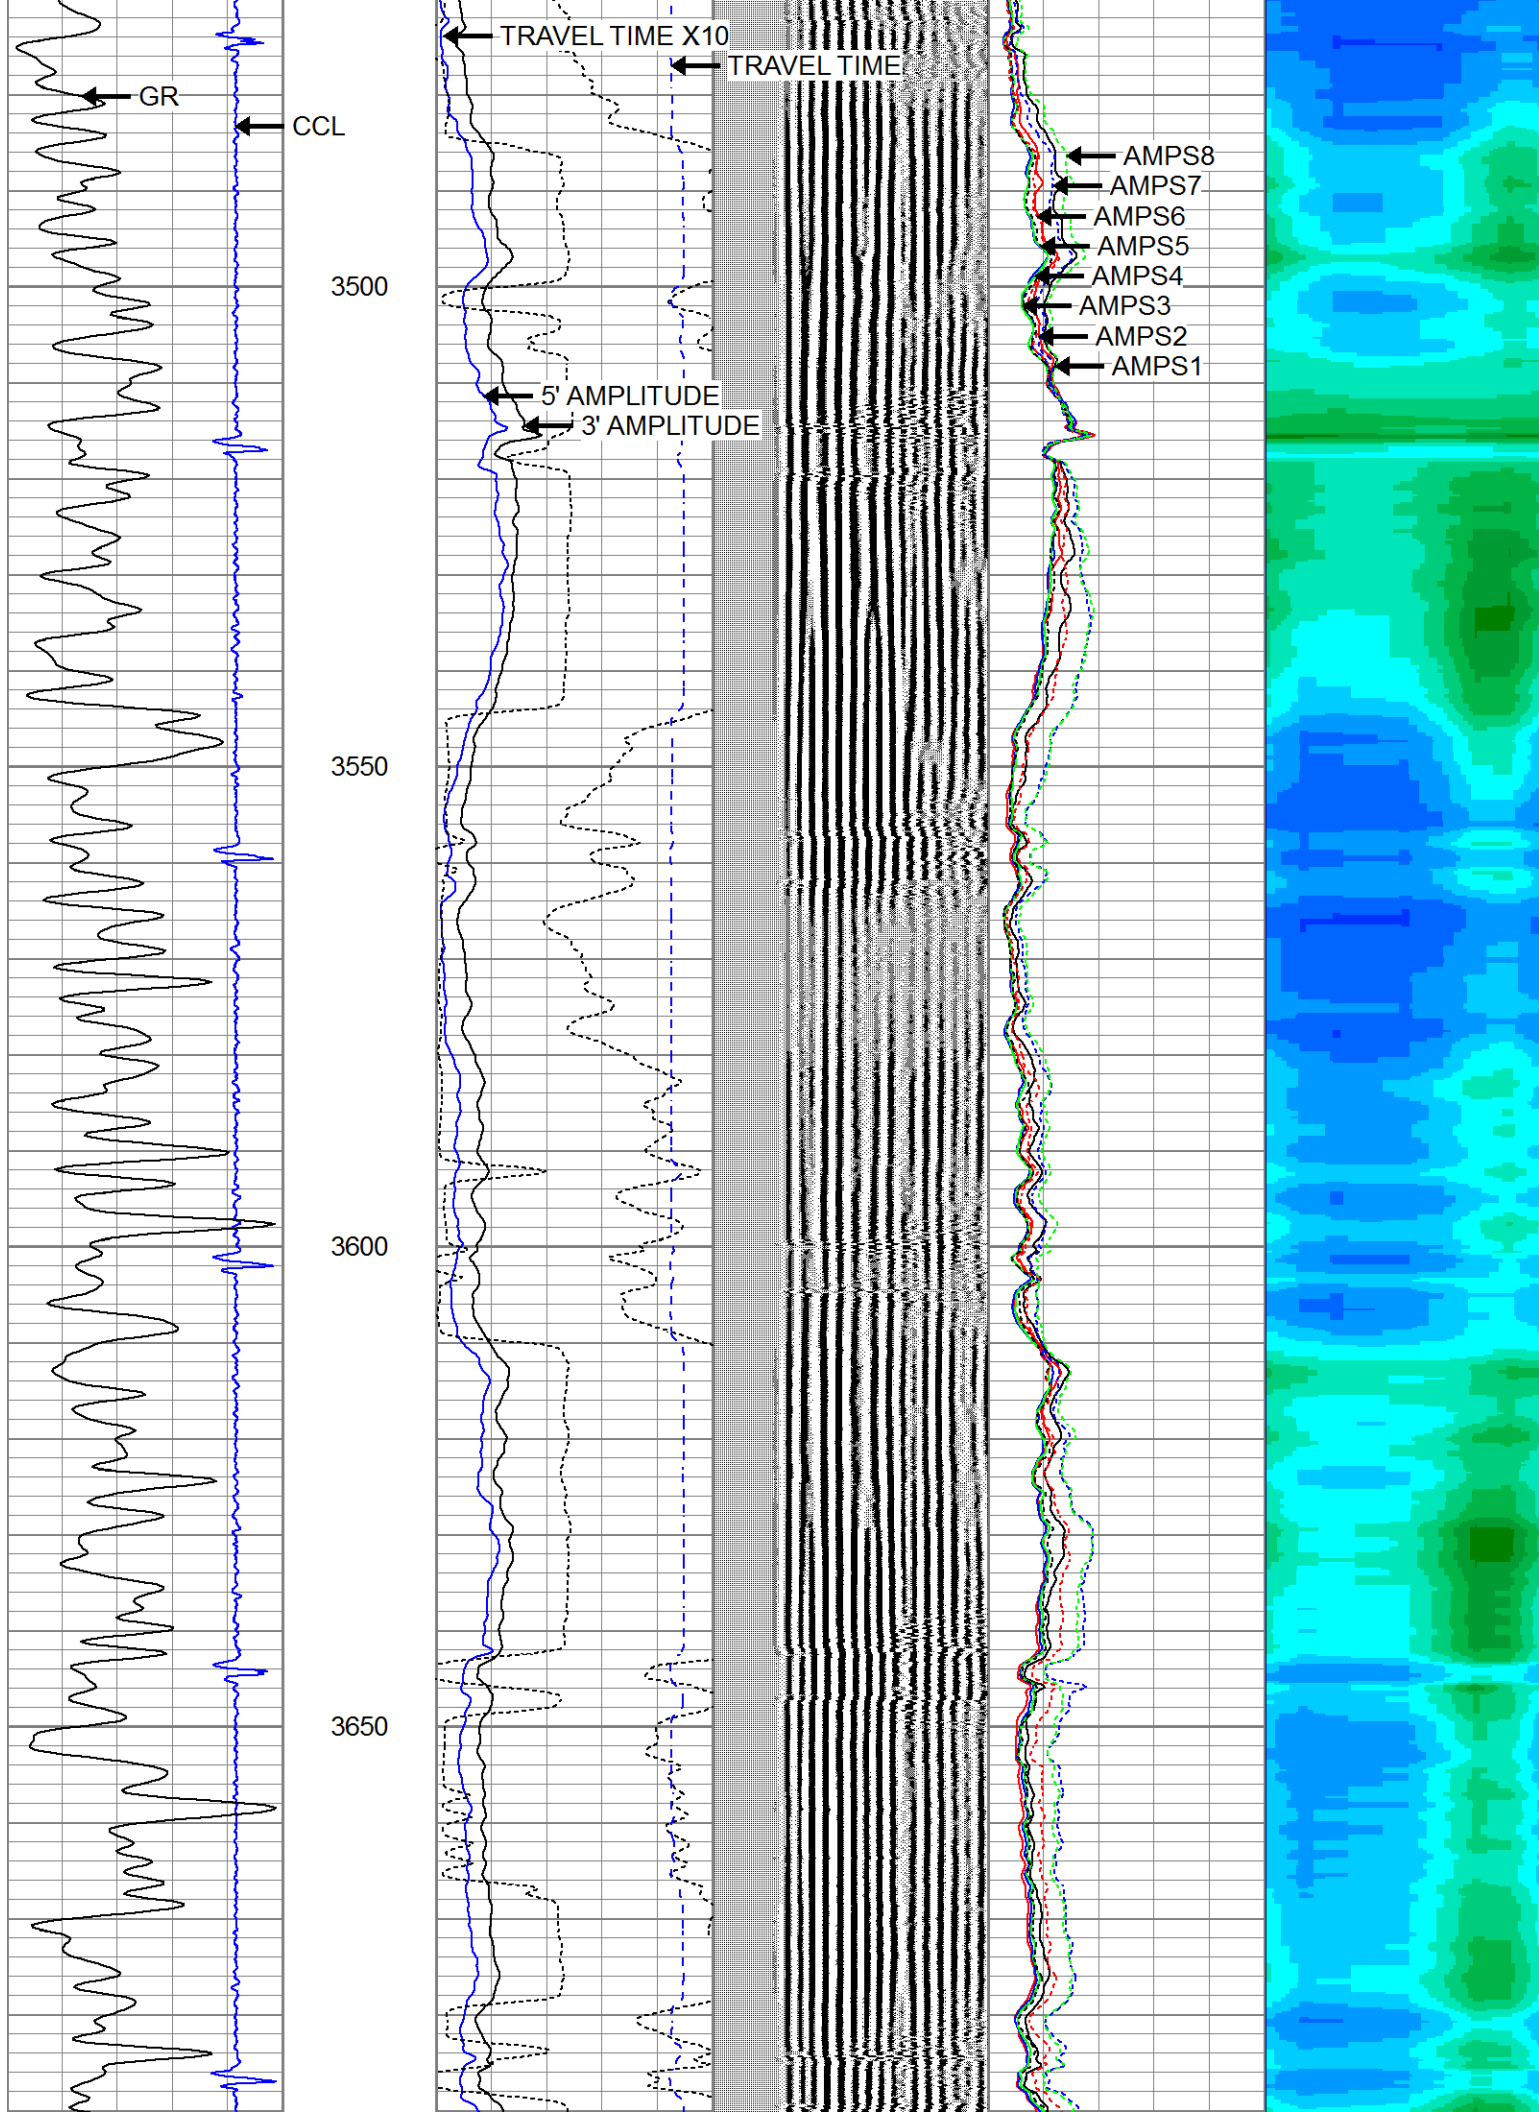 TRAVEL TIME X10
TRAVEL TIME
GR
CCL
AMPS8
AMPS7
AMPS6
AMPS5
AMPS4
3500
AMPS3
AMPS2
AMPS1
5' AMPLITUDE
3' AMPLITUDE
3550
3600
3650